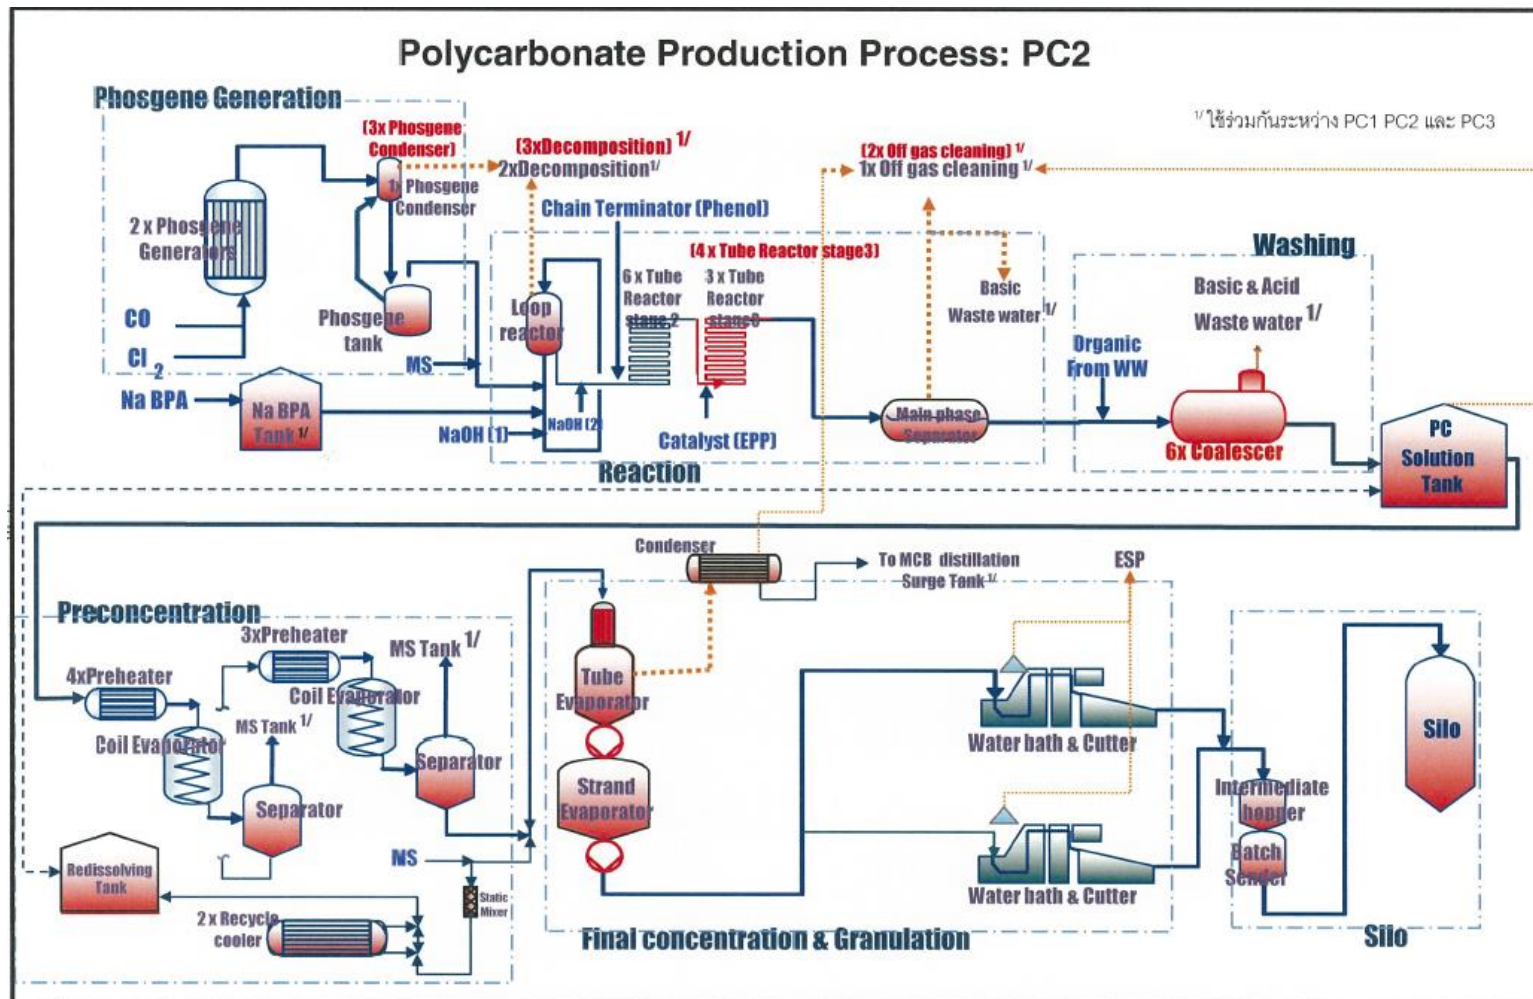 Polycarbonate Production Process: PC2
Phosgene Generation
1/ ใช้ร่วมกันระหว่าง PC1 PC2 และ PC3
(3x Phosgene
Condenser)
1x Phosgene
Condenser
(3xDecomposition) 1/
2xDecomposition 1/
(2x Off gas cleaning) 1/
1x Off gas cleaning 1/
2 x Phosgene
Generators
Chain Terminator (Phenol)
(4 x Tube Reactor stage3)
Washing
6 x Tube
Reactor
stage 2
3 x Tube
Reactor
Loop
reactor
Phosgene
tank
Basic
Waste water 1/
Basic & Acid
Waste water 1/
CO
Cl 2
MS
Organic
From WW
Na BPA
Na BPA
Tank 1/
NaOH (1)
NaOH (2)
Catalyst (EPP)
Main phase
Separator
6x Coalescer
PC
Solution
Tank
Reaction
Condenser
To MCB distillation
Surge Tank 1/
ESP
Preconcentration
3xPreheater
MS Tank 1/
4xPreheater
Coil Evaporator
MS Tank 1/
Coil Evaporator
Separator
Separator
Tube
Evaporator
Strand
Evaporator
Water bath & Cutter
Silo
Intermediate
hopper
Batch
Sender
MS
Redissolving
Tank
Static
Mixer
2 x Recycle
cooler
Water bath & Cutter
Final concentration & Granulation
Silo